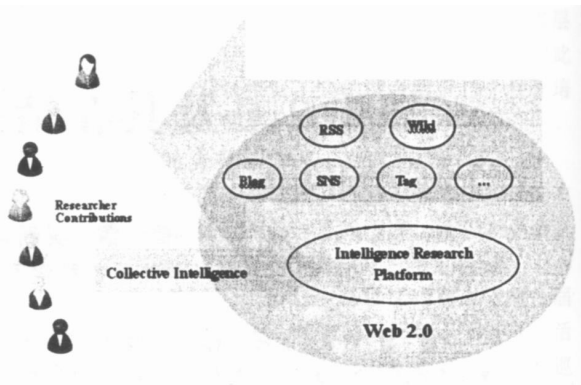 RSS
Wiki
Blog
SNS
Tag
...
Researcher
Contributions
Collective Intelligence
Intelligence Research
Platform
Web 2.0